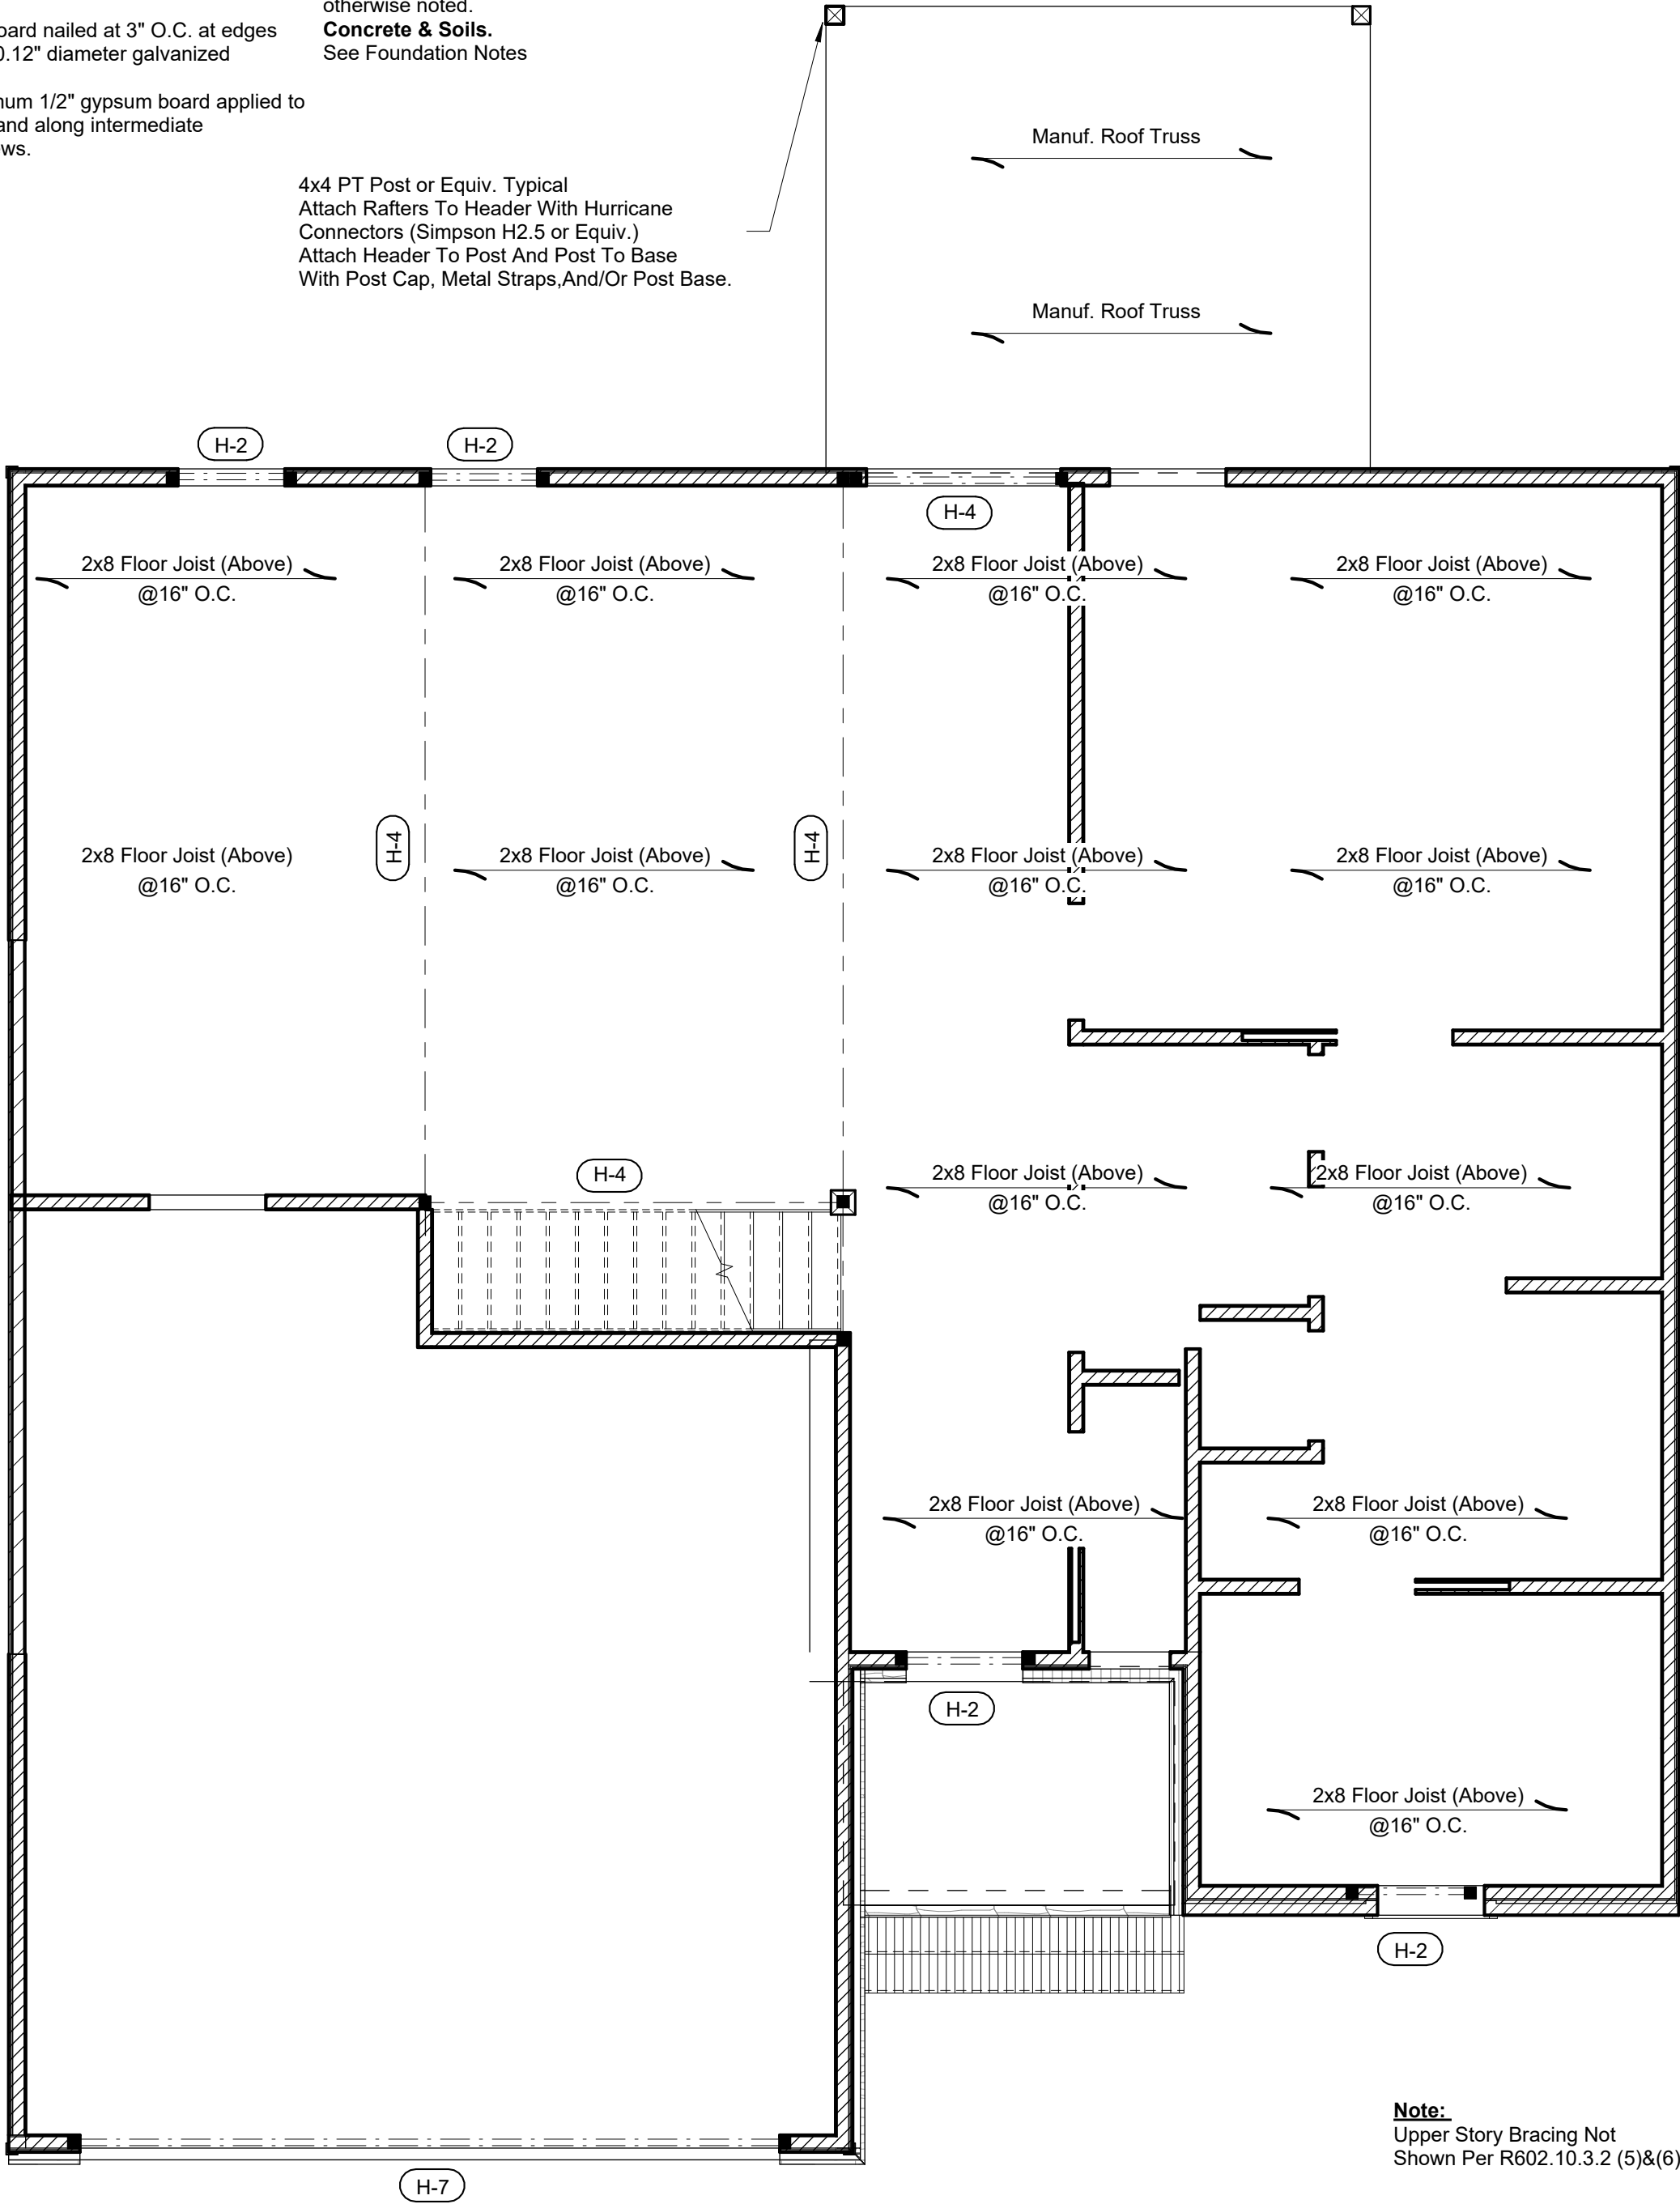 oard nailed at 3" O.C. at edges
0.12" diameter galvanized
num 1/2" gypsum board applied to
and along intermediate
ws.
otherwise noted.
Concrete & Soils.
See Foundation Notes
4x4 PT Post or Equiv. Typical
Attach Rafters To Header With Hurricane
Connectors (Simpson H2.5 or Equiv.)
Attach Header To Post And Post To Base
With Post Cap, Metal Straps,And/Or Post Base.
Manuf. Roof Truss
Manuf. Roof Truss
H-2
H-2
H-4
2x8 Floor Joist (Above)
@16" O.C.
2x8 Floor Joist (Above)
@16" O.C.
2x8 Floor Joist (Above)
@16" O.C.
2x8 Floor Joist (Above)
@16" O.C.
2x8 Floor Joist (Above)
@16" O.C.
H-4
2x8 Floor Joist (Above)
@16" O.C.
H-4
2x8 Floor Joist (Above)
@16" O.C.
2x8 Floor Joist (Above)
@16" O.C.
H-4
2x8 Floor Joist (Above)
@16" O.C.
2x8 Floor Joist (Above)
@16" O.C.
2x8 Floor Joist (Above)
@16" O.C.
2x8 Floor Joist (Above)
@16" O.C.
H-2
2x8 Floor Joist (Above)
@16" O.C.
H-2
H-7
Note:
Upper Story Bracing Not
Shown Per R602.10.3.2 (5)&(6)